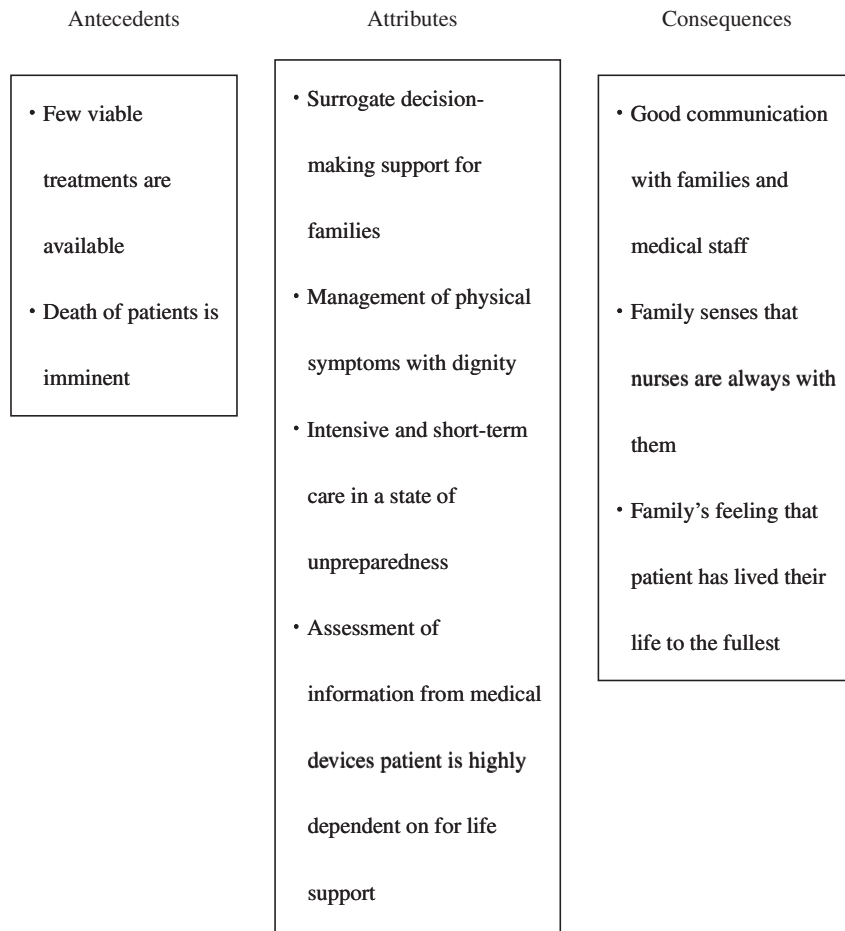 Antecedents
Attributes
Consequences
・Few viable
treatments are
available
・Death of patients is
imminent
・Surrogate decision-
making support for
families
・Management of physical
symptoms with dignity
・Intensive and short-term
care in a state of
unpreparedness
・Assessment of
information from medical
devices patient is highly
dependent on for life
support
・Good communication
with families and
medical staff
・Family senses that
nurses are always with
them
・Family’s feeling that
patient has lived their
life to the fullest